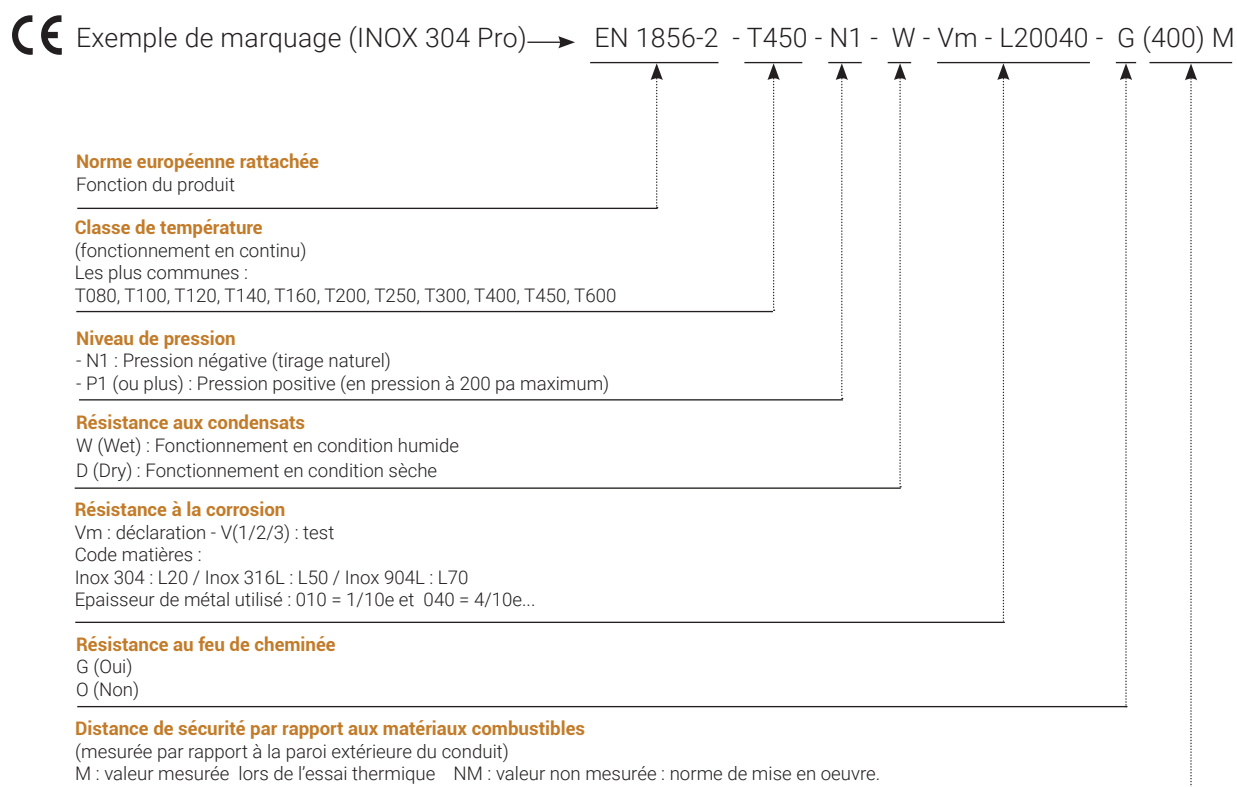 CE Exemple de marquage (INOX 304 Pro) EN 1856-2 - T450 - N1 - W - Vm - L20040 - G (400) M
Norme européenne rattachée
Fonction du produit
Classe de température
(fonctionnement en continu)
Les plus communes :
T080, T100, T120, T140, T160, T200, T250, T300, T400, T450, T600
Niveau de pression
- N1 : Pression négative (tirage naturel)
- P1 (ou plus) : Pression positive (en pression à 200 pa maximum)
Résistance aux condensats
W (Wet) : Fonctionnement en condition humide
D (Dry) : Fonctionnement en condition sèche
Résistance à la corrosion
Vm : déclaration - V(1/2/3) : test
Code matières :
Inox 304 : L20 / Inox 316L : L50 / Inox 904L : L70
Epaisseur de métal utilisé : 010 = 1/10e et 040 = 4/10e...
Résistance au feu de cheminée
G (Oui)
O (Non)
Distance de sécurité par rapport aux matériaux combustibles
(mesurée par rapport à la paroi extérieure du conduit)
M : valeur mesurée lors de l'essai thermique NM : valeur non mesurée : norme de mise en oeuvre.